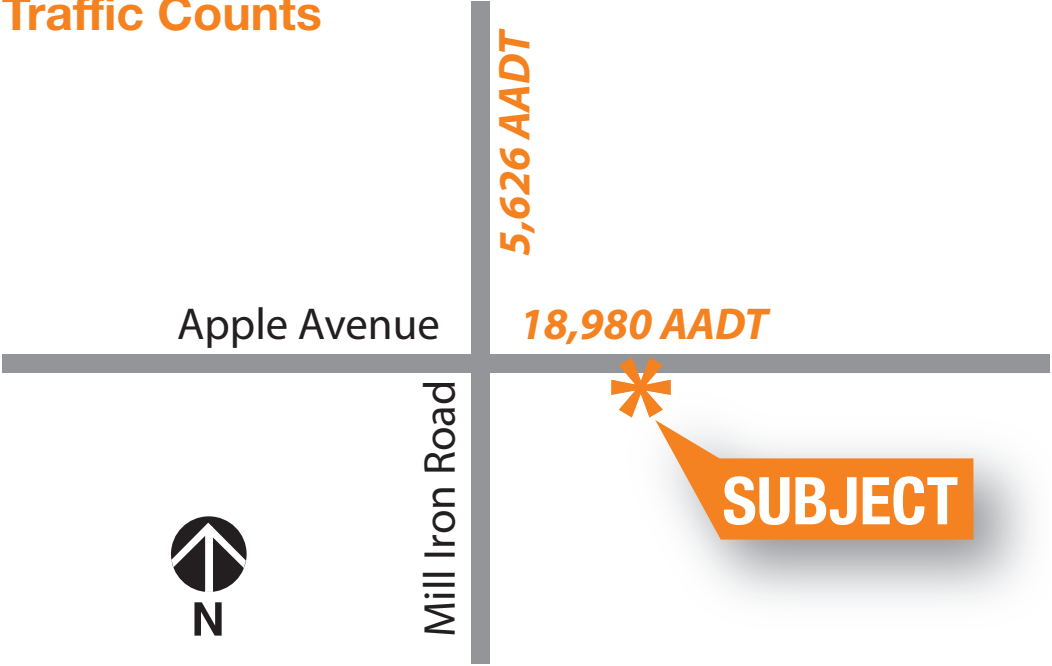 Traffic Counts
5,626 AADT
Apple Avenue
18,980 AADT
Mill Iron Road
SUBJECT
N